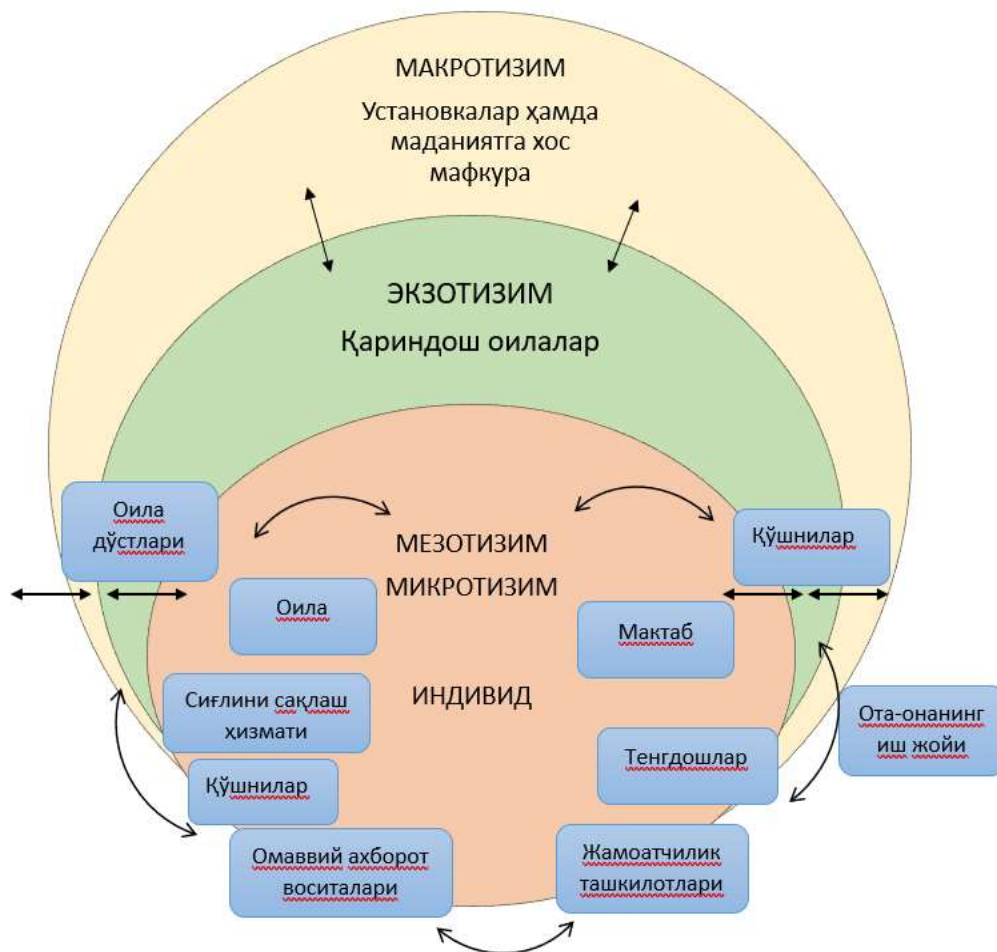 МАКРОТИЗИМ
Установкалар ҳамда
маданиятга хос
мафкура
ЭКЗОТИЗИМ
Қариндош оилалар
Оила
дўстлари
Қўшнилар
МЕЗОТИЗИМ
МИКРОТИЗИМ
Оила
Мактаб
Сиғлини сақлаш
ҳизмати
ИНДИВИД
Ота-онанинг
иш жойи
Тенгдошлар
Қўшнилар
Омаввий ахборот
воситалари
Жамоатчилик
ташкилотлари